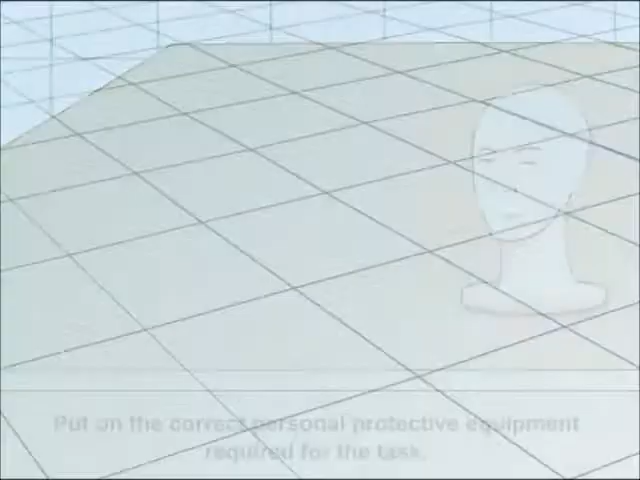 Put on the correct personal protective equipment
required for the task.